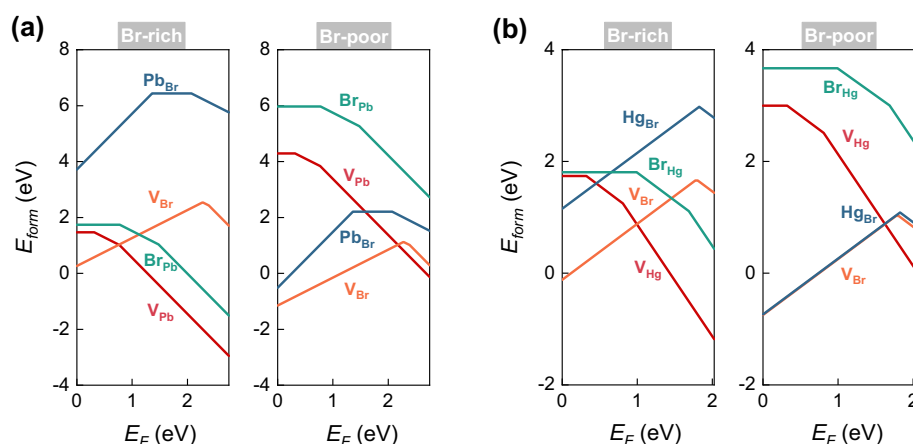 (a)
Br-rich
Br-poor
E_form (eV)
8
6
4
2
0
-2
-4
Pb_Br
V_Br
Br_Pb
V_Pb
0
1
2
E_F (eV)
8
6
4
2
0
-2
-4
Br_Pb
V_Pb
Pb_Br
V_Br
0
1
2
E_F (eV)
(b)
Br-rich
Br-poor
E_form (eV)
4
2
0
-2
Hg_Br
Br_Hg
V_Br
V_Hg
0
1
2
E_F (eV)
4
2
0
-2
Br_Hg
V_Hg
Hg_Br
V_Br
0
1
2
E_F (eV)